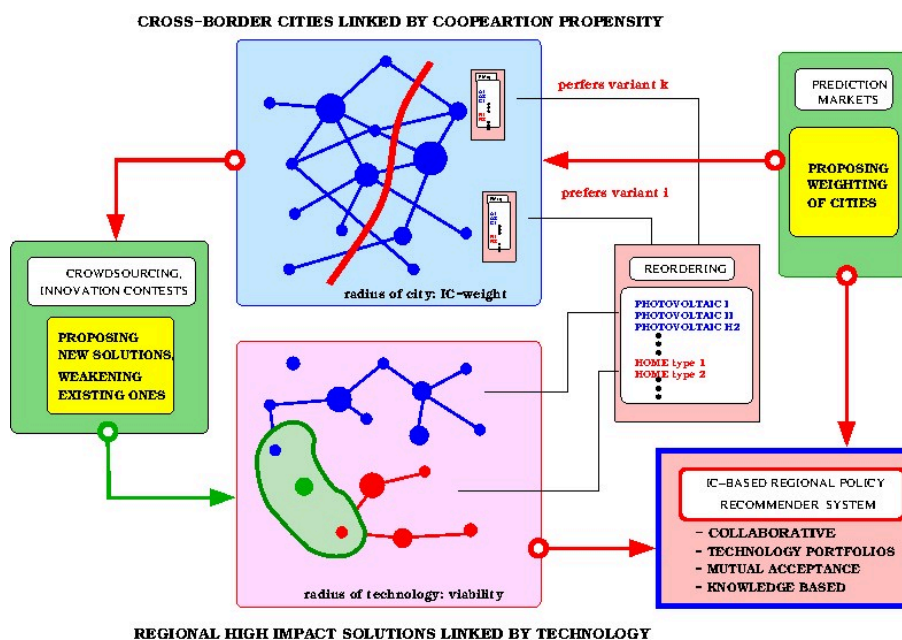 CROSS-BORDER CITIES LINKED BY COOPEARTION PROPENSITY
perfers variant k
prefers variant i
radius of city: IC-weight
PREDICTION
MARKETS
PROPOSING
WEIGHTING
OF CITIES
CROWDSOURCING,
INNOVATION CONTESTS
PROPOSING
NEW SOLUTIONS,
WEAKENING
EXISTING ONES
REORDERING
PHOTOVOLTAIC I
PHOTOVOLTAIC II
PHOTOVOLTAIC H2
HOME type 1
HOME type 2
radius of technology: viability
IC-BASED REGIONAL POLICY
RECOMMENDER SYSTEM
- COLLABORATIVE
- TECHNOLOGY PORTFOLIOS
- MUTUAL ACCEPTANCE
- KNOWLEDGE BASED
REGIONAL HIGH IMPACT SOLUTIONS LINKED BY TECHNOLOGY